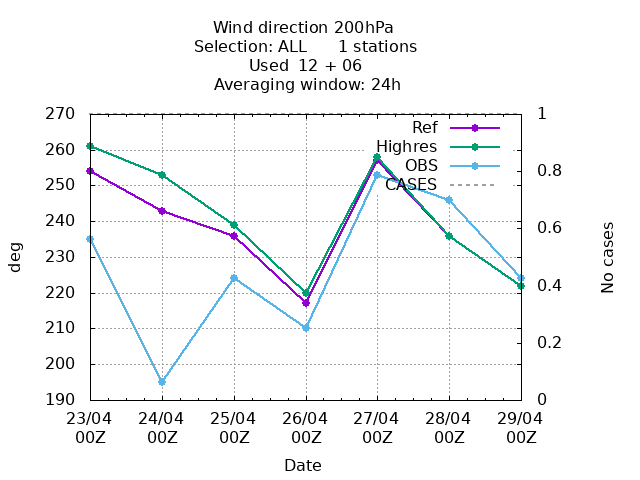 Wind direction 200hPa
Selection: ALL 1 stations
Used 12 + 06
Averaging window: 24h
270
260
250
240
230
220
210
200
190
deg
1
0.8
0.6
0.4
0.2
0
No cases
Ref
Highres
OBS
CASES
23/04 24/04 25/04 26/04 27/04 28/04 29/04
00Z 00Z 00Z 00Z 00Z 00Z 00Z
Date